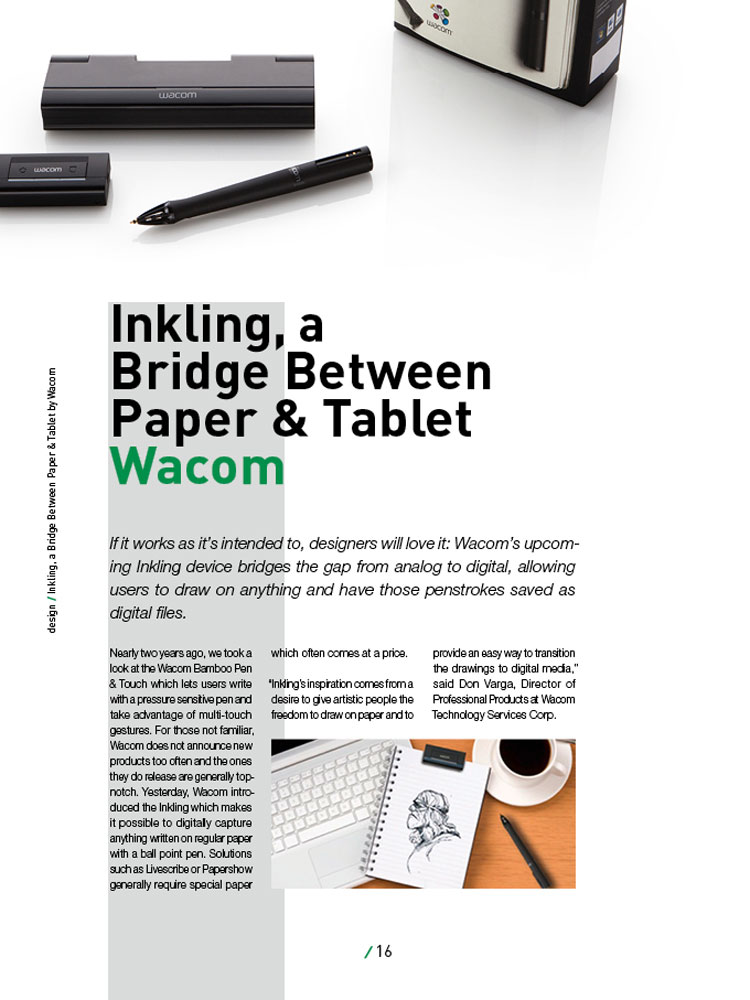 wacom
wacom
wacom
Inkling, a
Bridge Between
Paper & Tablet
Wacom
design / Inkling, a Bridge Between Paper & Tablet by Wacom
If it works as it's intended to, designers will love it: Wacom's upcom-
ing Inkling device bridges the gap from analog to digital, allowing
users to draw on anything and have those penstrokes saved as
digital files.
Nearly two years ago, we took a
look at the Wacom Bamboo Pen
& Touch which lets users write
with a pressure sensitive pen and
take advantage of multi-touch
gestures. For those not familiar,
Wacom does not announce new
products too often and the ones
they do release are generally top-
notch. Yesterday, Wacom intro-
duced the Inkling which makes
it possible to digitally capture
anything written on regular paper
with a ball point pen. Solutions
such as Livescribe or Papershow
generally require special paper
which often comes at a price.
"Inkling's inspiration comes from a
desire to give artistic people the
freedom to draw on paper and to
provide an easy way to transition
the drawings to digital media,"
said Don Varga, Director of
Professional Products at Wacom
Technology Services Corp.
/ 16